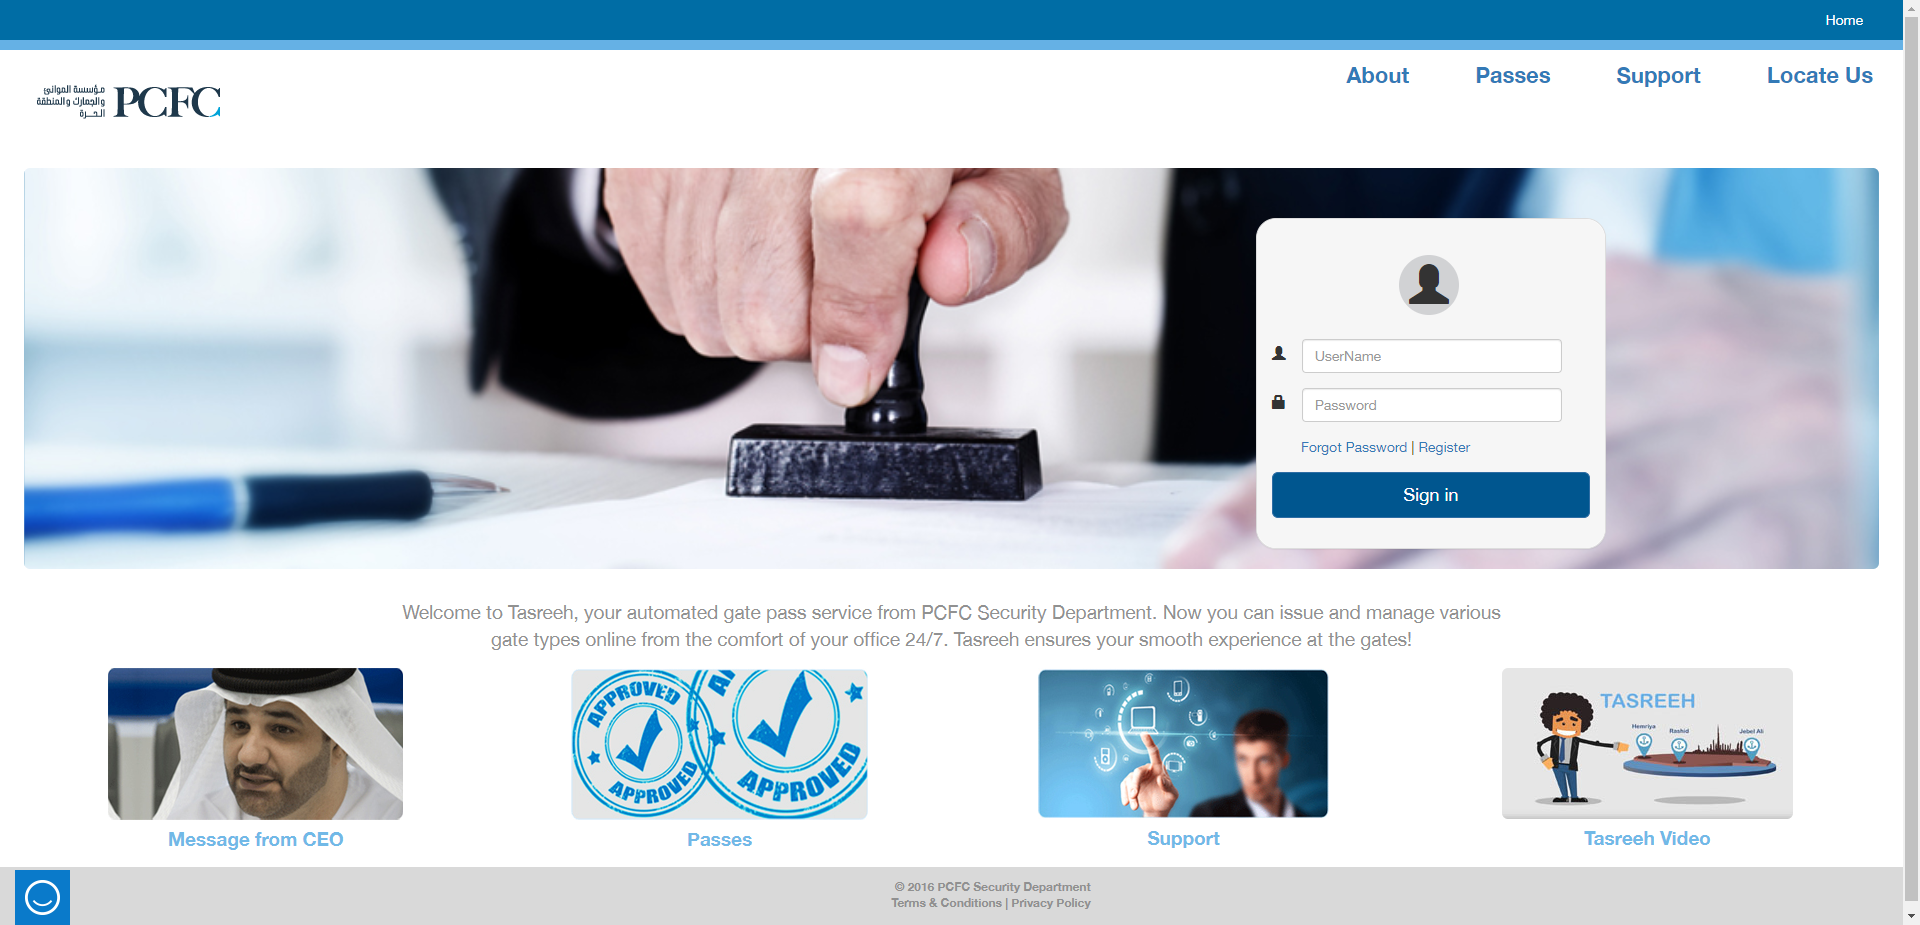 Home
مؤسسة الموانئ
والجمارك والمنطقة
الحـــرة
PCFC
About
Passes
Support
Locate Us
UserName
Password
Forgot Password | Register
Sign in
Welcome to Tasreeh, your automated gate pass service from PCFC Security Department. Now you can issue and manage various
gate types online from the comfort of your office 24/7. Tasreeh ensures your smooth experience at the gates!
APPROVED
APPROVED
APPROVED
TASREEH
Hemriya
Rashid
Jebel Ali
Message from CEO
Passes
Support
Tasreeh Video
© 2016 PCFC Security Department
Terms & Conditions | Privacy Policy